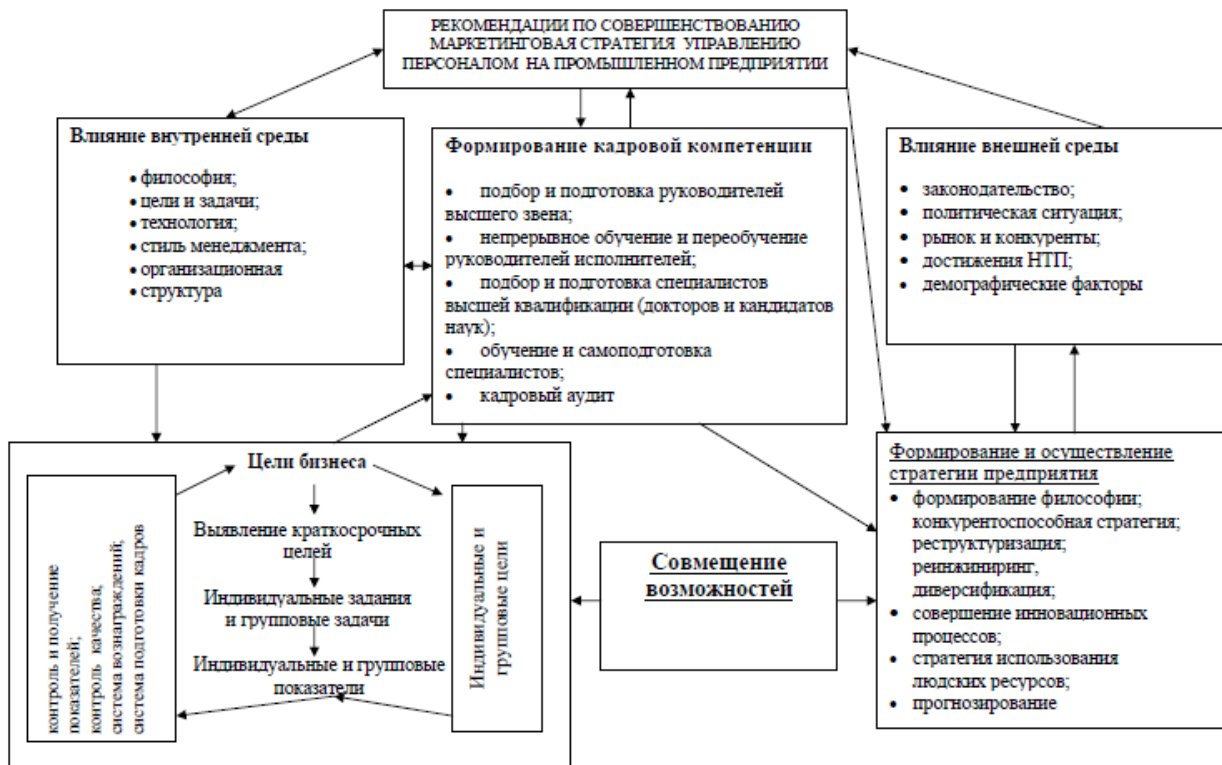 РЕКОМЕНДАЦИИ ПО СОВЕРШЕНСТВОВАНИЮ
МАРКЕТИНГОВАЯ СТРАТЕГИЯ УПРАВЛЕНИЮ
ПЕРСОНАЛОМ НА ПРОМЫШЛЕННОМ ПРЕДПРИЯТИИ
Влияние внутренней среды
• философия;
• цели и задачи;
• технология;
• стиль менеджмента;
• организационная
• структура
Формирование кадровой компетенции
• подбор и подготовка руководителей
высшего звена;
• непрерывное обучение и переобучение
руководителей исполнителей;
• подбор и подготовка специалистов
высшей квалификации (докторов и кандидатов
наук);
• обучение и самоподготовка
специалистов;
• кадровый аудит
Влияние внешней среды
• законодательство;
• политическая ситуация;
• рынок и конкуренты;
• достижения НТП;
• демографические факторы
Цели бизнеса
контроль и получение
показателей;
контроль качества;
система вознаграждений;
система подготовки кадров
Выявление краткосрочных
целей
Индивидуальные задания
и групповые задачи
Индивидуальные и групповые
показатели
Индивидуальные и
групповые цели
Совмещение
возможностей
Формирование и осуществление
стратегии предприятия
• формирование философии;
конкурентоспособная стратегия;
реструктуризация;
реинжиниринг,
диверсификация;
• совершение инновационных
процессов;
• стратегия использования
людских ресурсов;
• прогнозирование